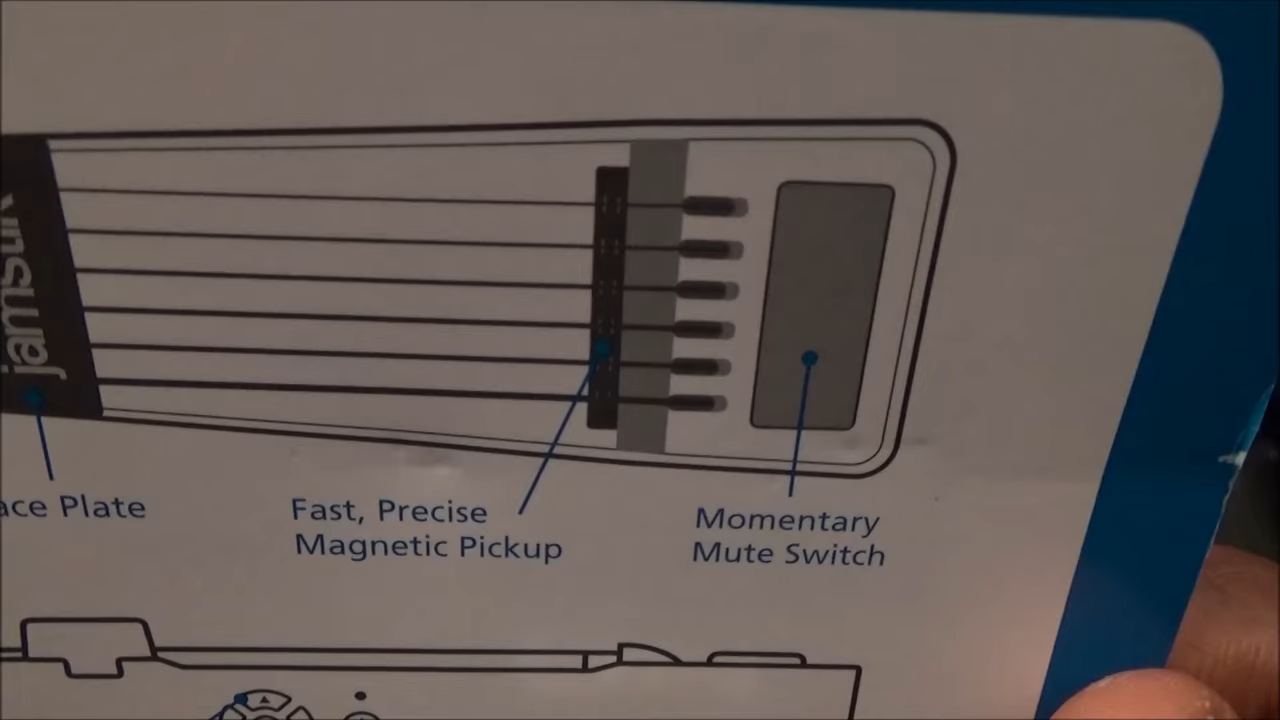 jamstik
ace Plate
Fast, Precise
Magnetic Pickup
Momentary
Mute Switch